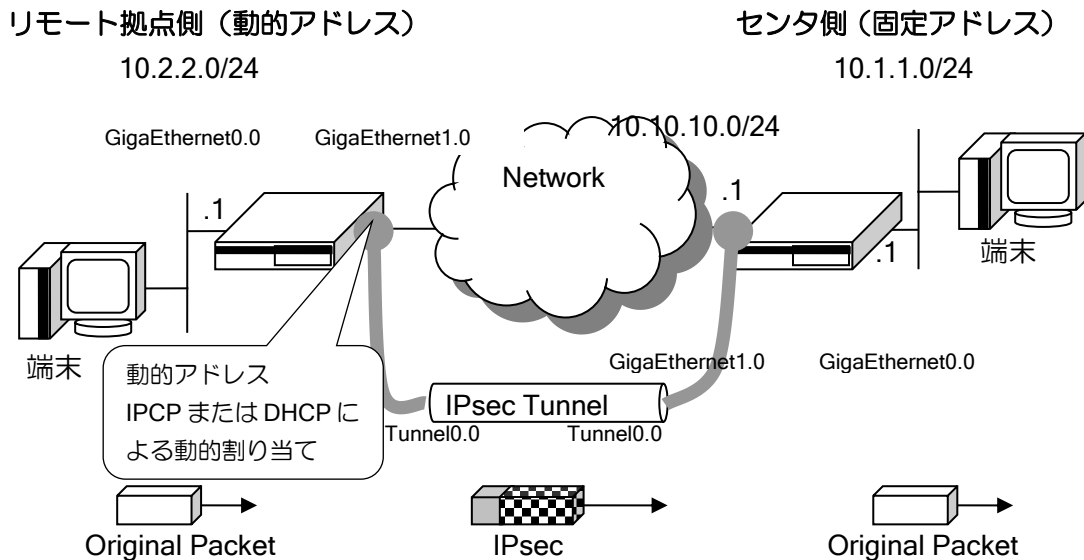 リモート拠点側（動的アドレス）
センタ側（固定アドレス）
10.2.2.0/24
10.1.1.0/24
GigaEthernet0.0
GigaEthernet1.0
10.10.10.0/24
Network
.1
.1
.1
端末
端末
動的アドレス
IPCP または DHCP に
よる動的割り当て
GigaEthernet1.0
GigaEthernet0.0
IPsec Tunnel
Tunnel0.0
Tunnel0.0
Original Packet
IPsec
Original Packet